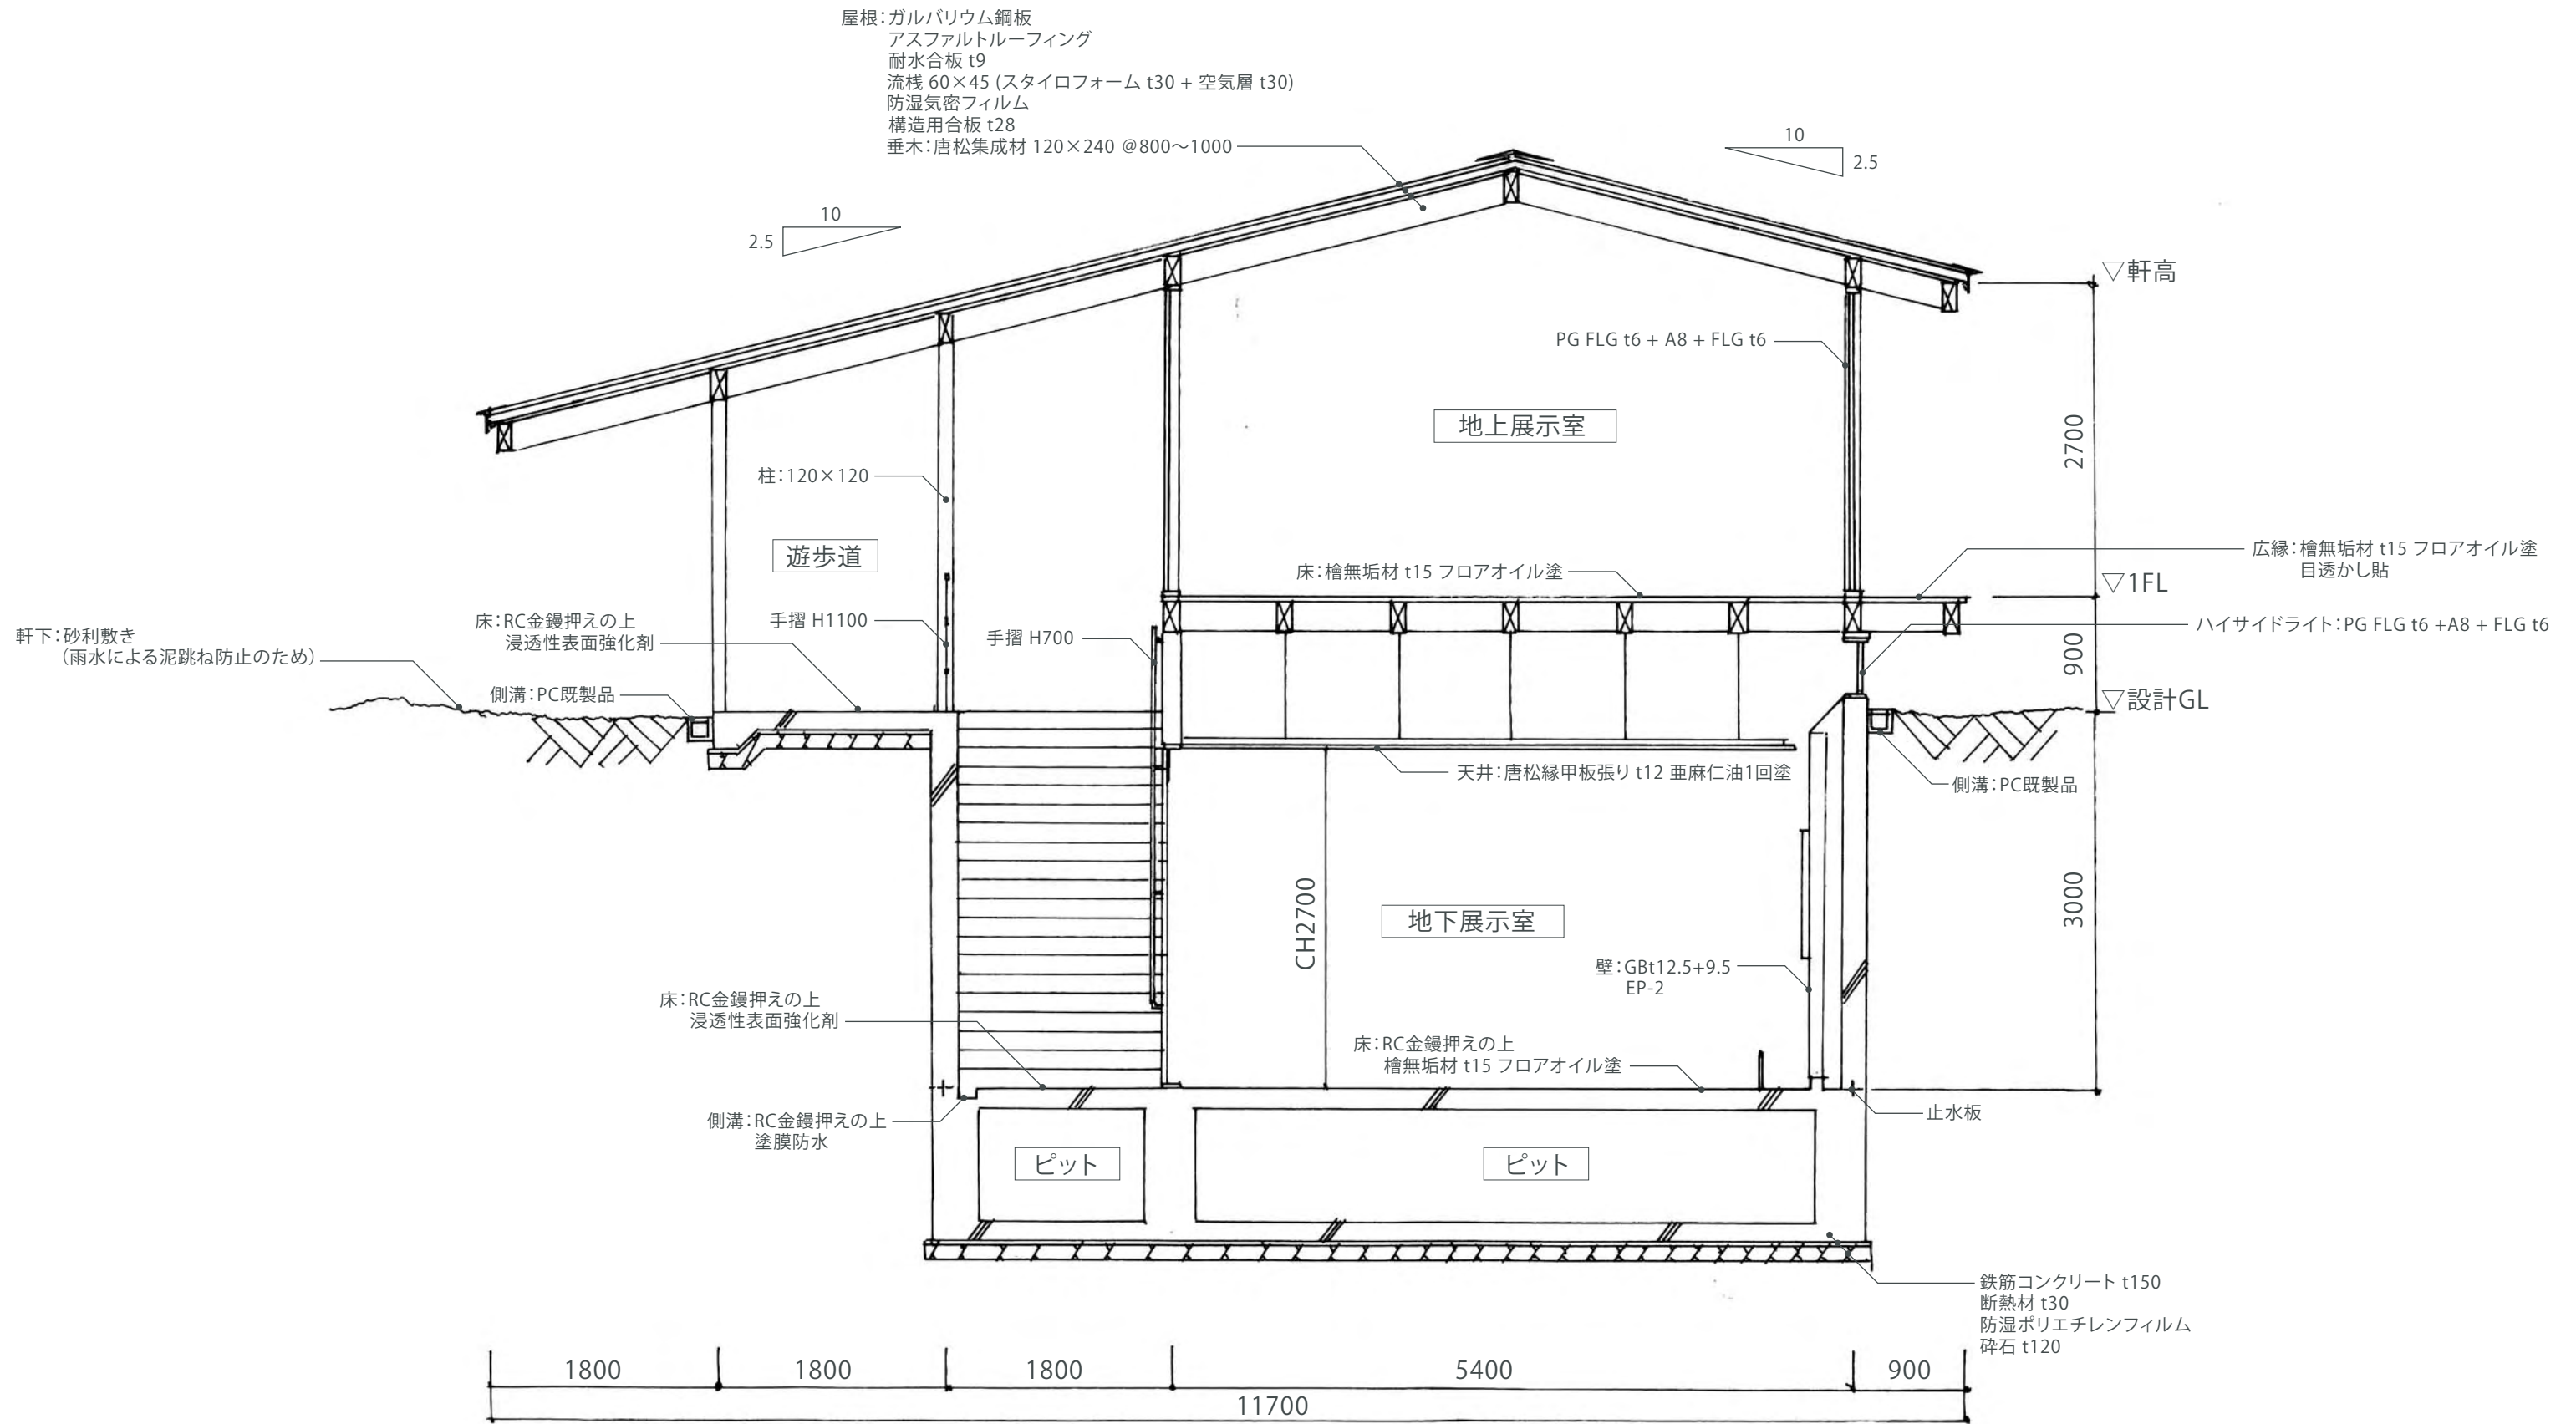 屋根：ガルバリウム鋼板
アスファルトルーフィング
耐水合板 t9
流桟 60×45 (スタイロフォーム t30 + 空気層 t30)
防湿気密フィルム
構造用合板 t28
垂木：唐松集成材 120×240 @800〜1000
10
2.5
10
2.5
▽軒高
PG FLG t6 + A8 + FLG t6
地上展示室
2700
柱：120×120
遊歩道
広縁：檜無垢材 t15 フロアオイル塗
目透かし貼
床：檜無垢材 t15 フロアオイル塗
▽1FL
床：RC金鏝押えの上
浸透性表面強化剤
手摺 H1100
手摺 H700
ハイサイドライト：PG FLG t6 +A8 + FLG t6
軒下：砂利敷き
（雨水による泥跳ね防止のため）
900
側溝：PC既製品
▽設計GL
天井：唐松縁甲板張り t12 亜麻仁油1回塗
側溝：PC既製品
CH2700
地下展示室
3000
壁：GBt12.5+9.5
EP-2
床：RC金鏝押えの上
浸透性表面強化剤
床：RC金鏝押えの上
檜無垢材 t15 フロアオイル塗
側溝：RC金鏝押えの上
塗膜防水
止水板
ピット
ピット
鉄筋コンクリート t150
断熱材 t30
防湿ポリエチレンフィルム
砕石 t120
1800
1800
1800
5400
900
11700